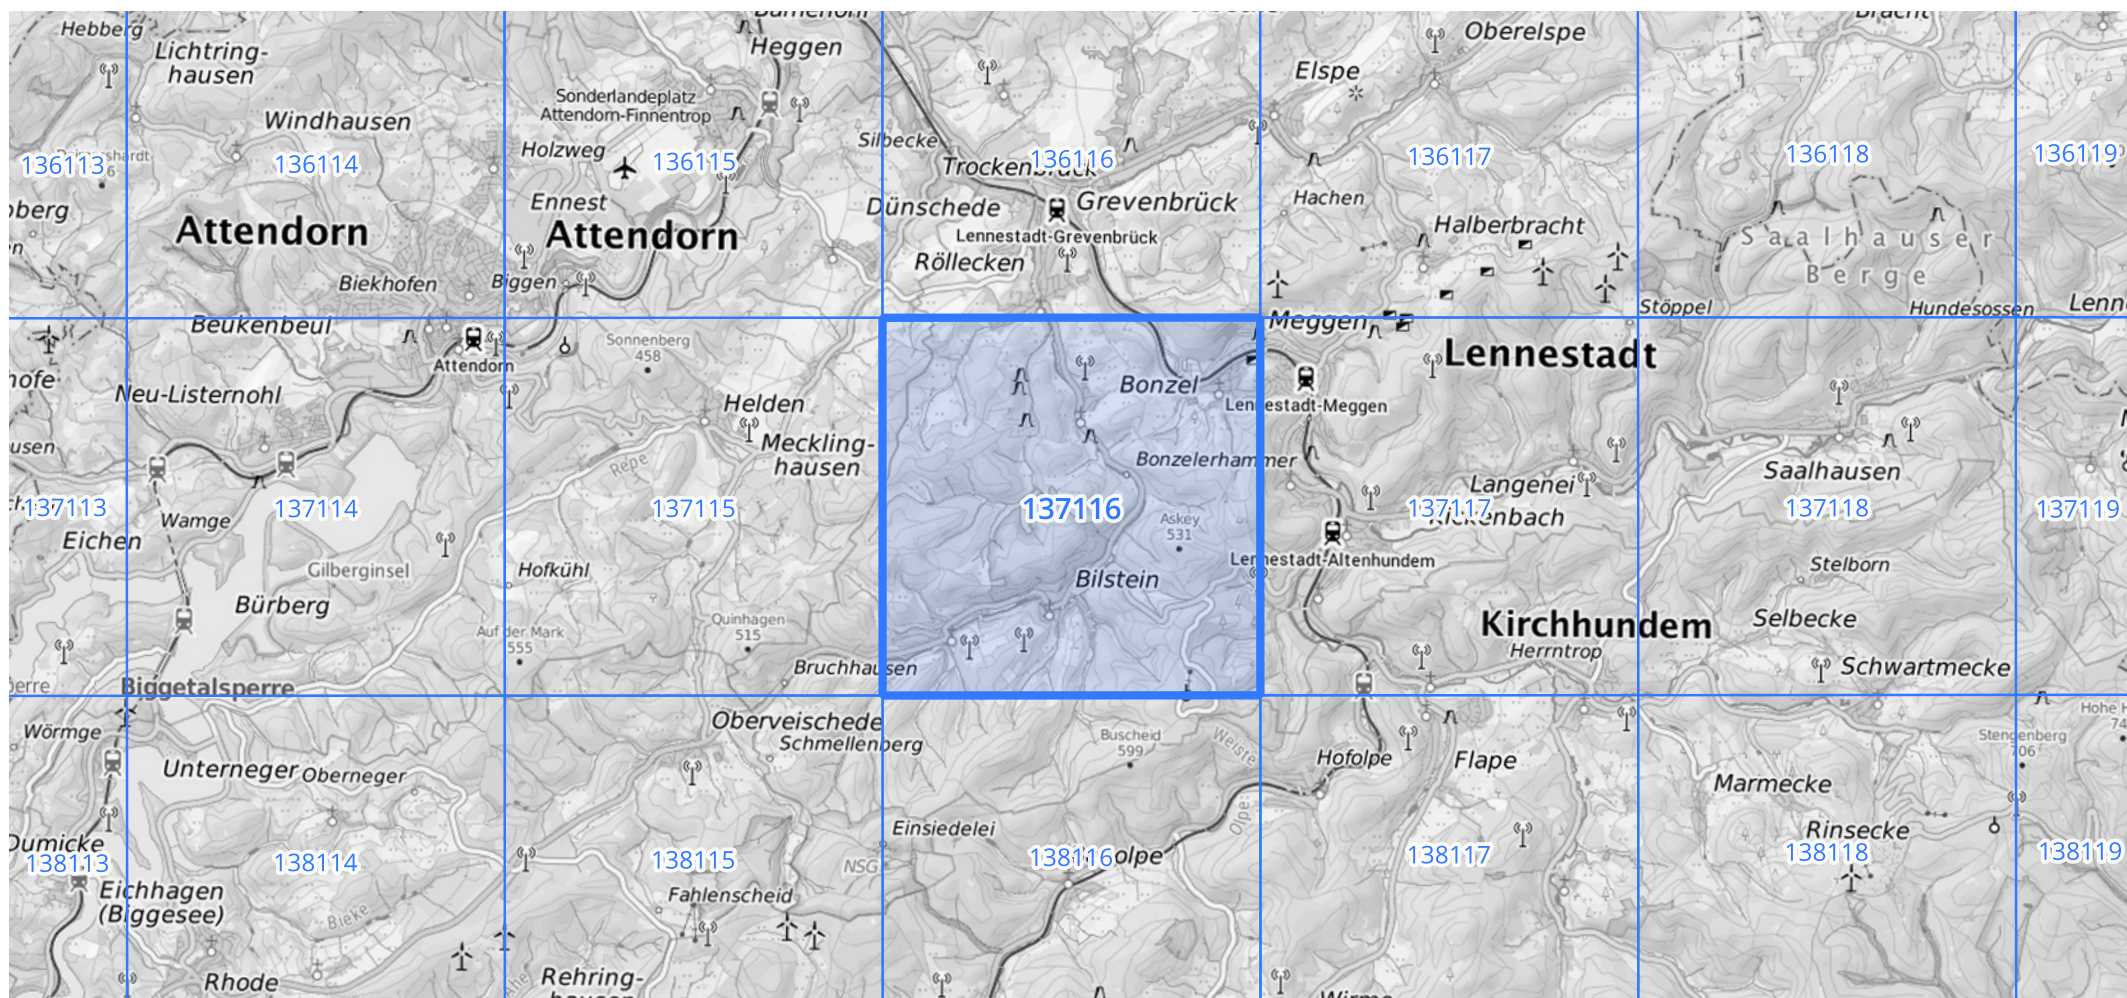 Hebberg
Lichtring-
hausen
Windhausen
136113
136114
Attendorn
Biekhofen
Heggen
Sonderlandeplatz
Attendorn-Finnentrop
Holzweg
136115
Ennest
Attendorn
Biggen
Silbecke
136116
Trockenbrück
Dünschede
Grevenbrück
Lennestadt-Grevenbrück
Röllecken
Oberelspe
Elspe
136117
Hachen
Halberbracht
Bracht
136118
Saalhauser
Berge
Stöppel
Hundesossen
136119
Beukenbeul
Attendorn
Neu-Listernohl
137113
137114
Wamge
Eichen
Gilberginsel
Bürberg
Biggetalsperre
Sonnenberg
458
Helden
Meckling-
hausen
Repe
137115
Hofkühl
Auf der Mark
555
Quinhagen
515
Bruchhausen
Bonzel
Bonzelerhammer
137116
Askey
531
Bilstein
Meggen
Lennestadt
Lennestadt-Meggen
Langenei
137117
Rickenbach
Lennestadt-Altenhundem
Kirchhundem
Herrntrop
Saalhausen
137118
Stelborn
Selbecke
Schwartmecke
137119
Wörmge
Unterneger
Oberneger
Dumicke
138113
138114
Eichhagen
(Biggesee)
Bieke
Rhode
Oberveischede
Schmellenberg
138115
NSG
Fahlenscheid
Rehring-
hausen
Buscheid
599
Einsiedelei
138116
Hofolpe
Flape
138117
Stengenberg
706
Marmecke
Rinsecke
138118
138119